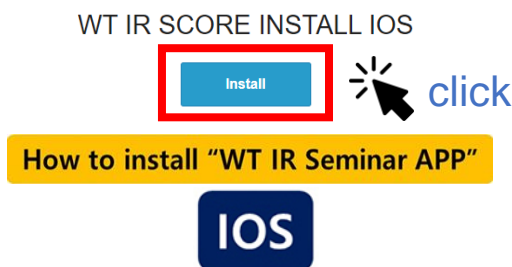 WT IR SCORE INSTALL IOS
Install
click
How to install “WT IR Seminar APP”
IOS